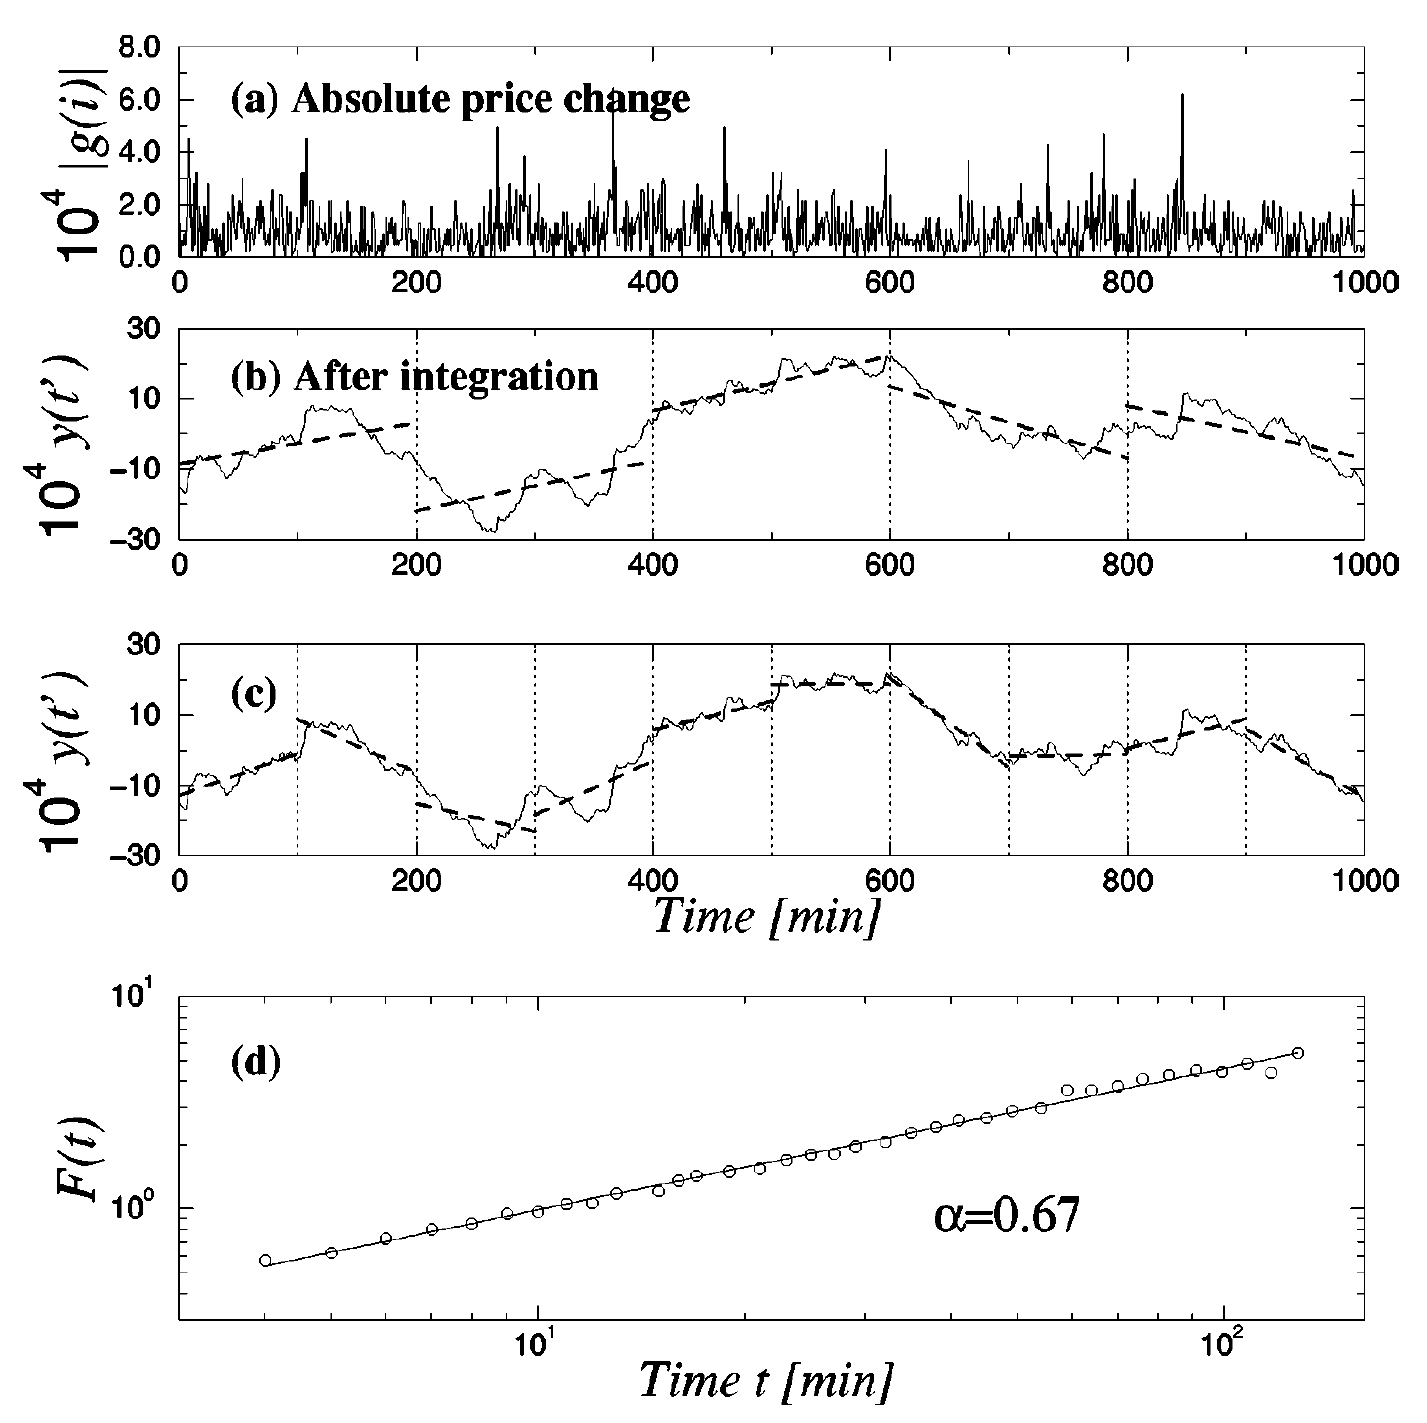 8.0
6.0
4.0
2.0
0.0
10⁴ |g(i)|
(a) Absolute price change
0 200 400 600 800 1000
30
10
−10
−30
10⁴ y(t’)
(b) After integration
0 200 400 600 800 1000
30
10
−10
−30
10⁴ y(t’)
(c)
0 200 400 600 800 1000
Time [min]
10¹
10⁰
F(t)
(d)
α=0.67
10¹ 10²
Time t [min]